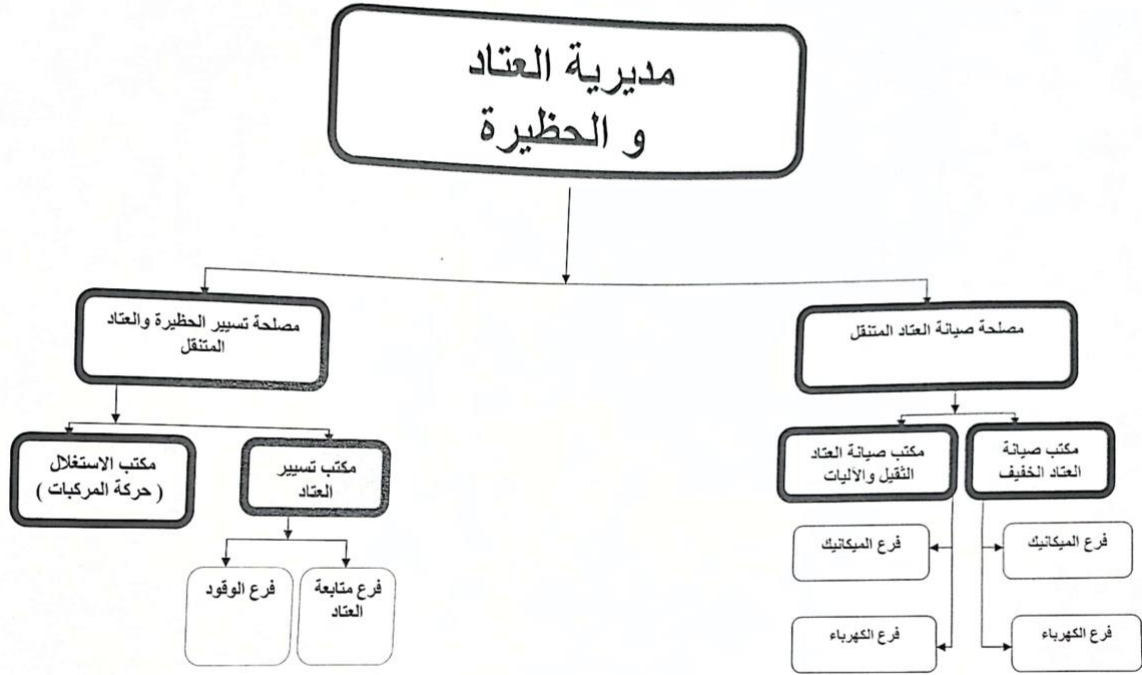 مديرية العتاد
و الحظيرة
مصلحة صيانة العتاد المتنقل
مصلحة تسيير الحظيرة والعتاد
المتنقل
مكتب صيانة
العتاد الخفيف
مكتب صيانة العتاد
الثقيل والآليات
مكتب تسيير
العتاد
مكتب الاستغلال
( حركة المركبات )
فرع الميكانيك
فرع الميكانيك
فرع الكهرباء
فرع الكهرباء
فرع متابعة
العتاد
فرع الوقود